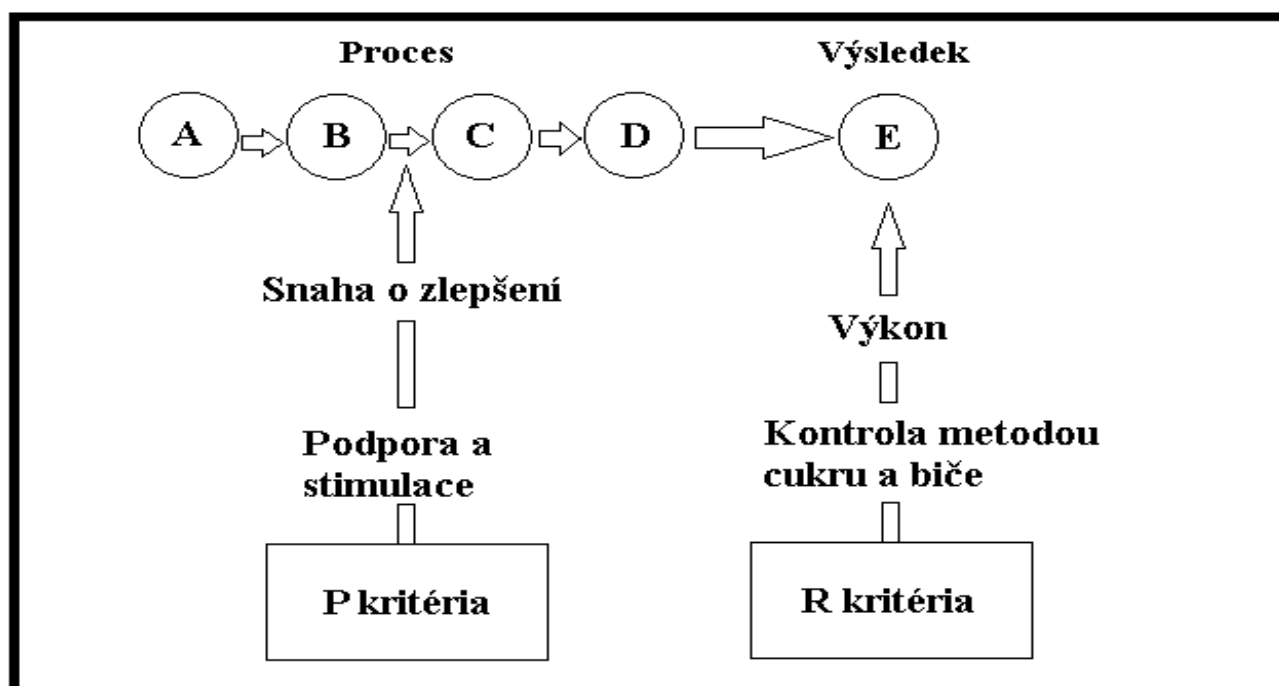 Proces
Výsledek
A
B
C
D
E
Snaha o zlepšení
Výkon
Podpora a
stimulace
Kontrola metodou
cukru a biče
P kritéria
R kritéria